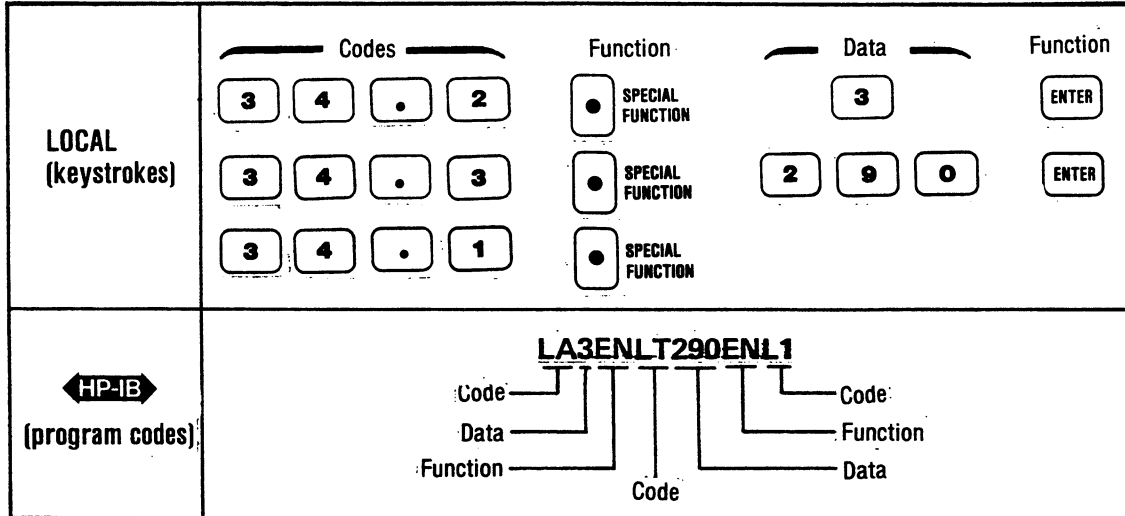 Codes Function Data Function
3 4 . 2 SPECIAL FUNCTION 3 ENTER
LOCAL (keystrokes)
3 4 . 3 SPECIAL FUNCTION 2 9 0 ENTER
3 4 . 1 SPECIAL FUNCTION
LA3ENLT290ENL1
HP-IB
(program codes)
Code Code
Data Function
Function Data
Code